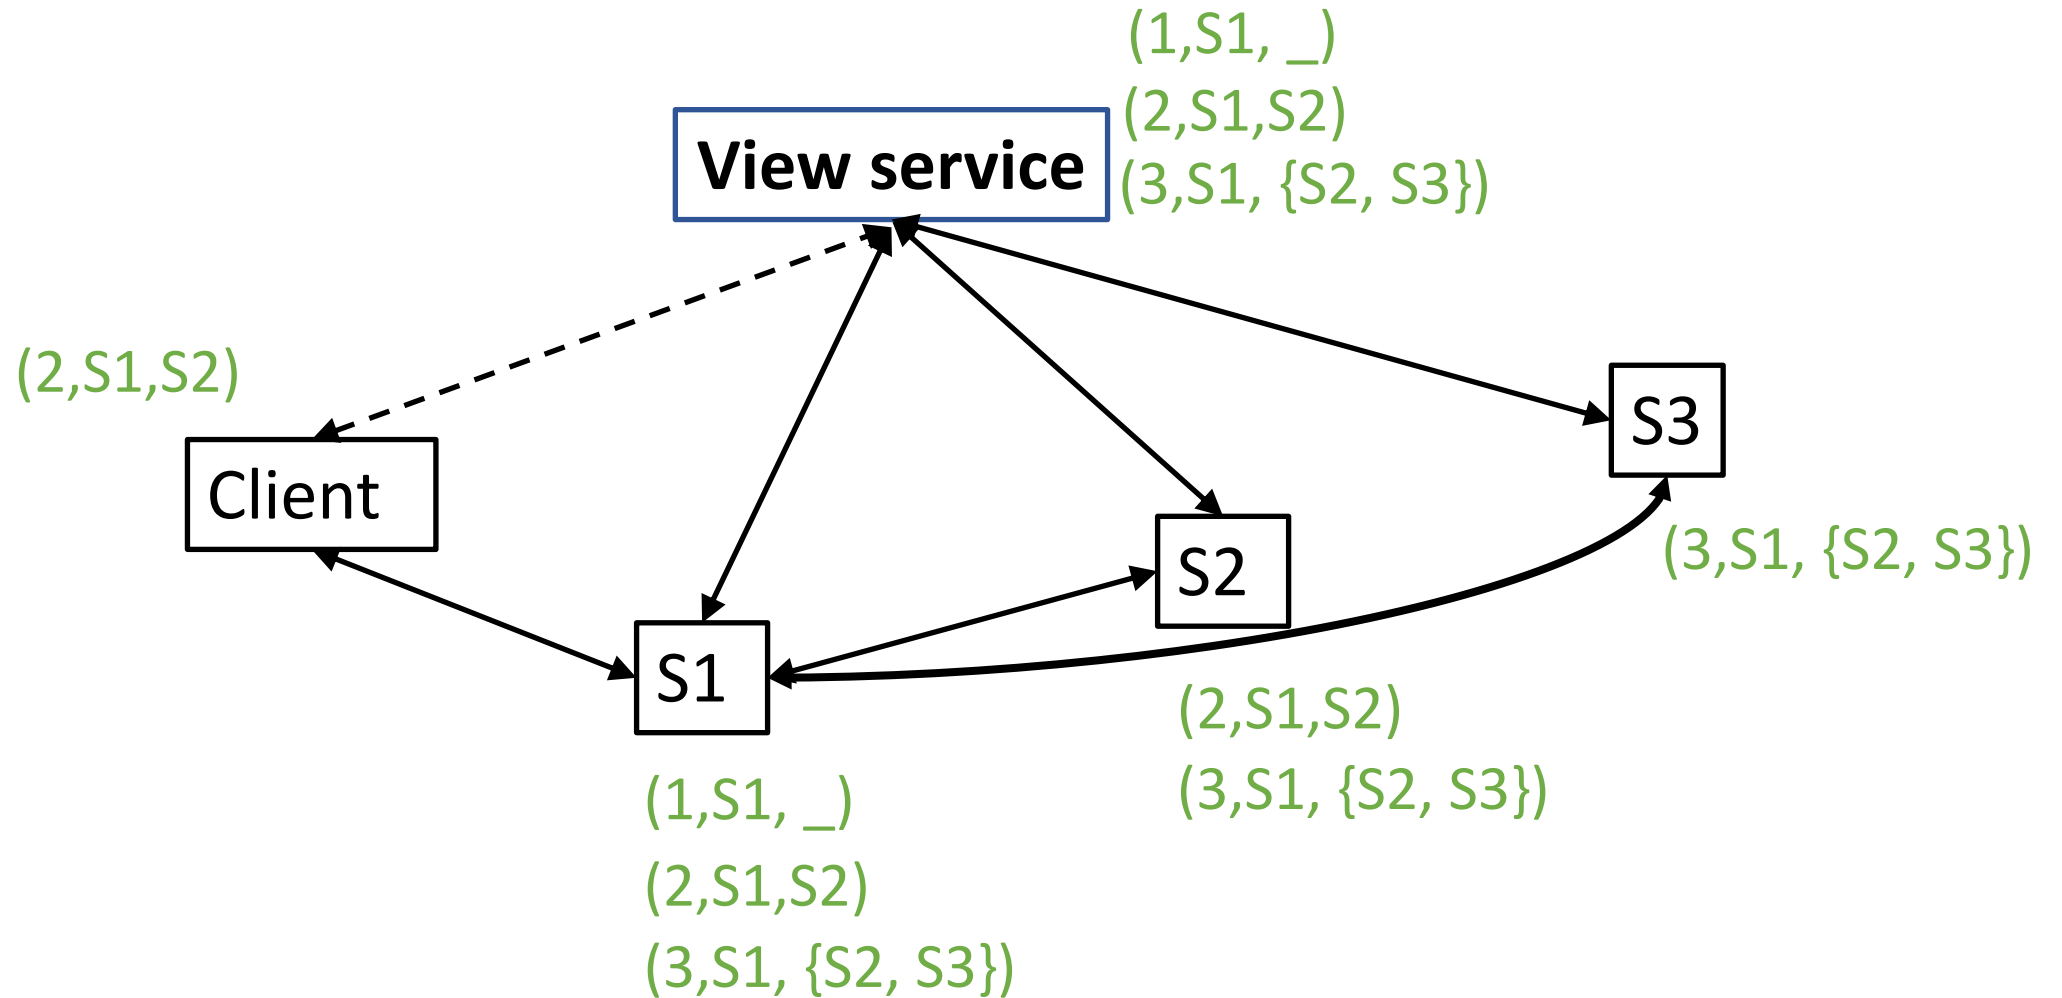 (1,S1, _)
(2,S1,S2)
(3,S1, {S2, S3})
View service
(2,S1,S2)
Client
S3
(3,S1, {S2, S3})
S2
S1
(2,S1,S2)
(3,S1, {S2, S3})
(1,S1, _)
(2,S1,S2)
(3,S1, {S2, S3})